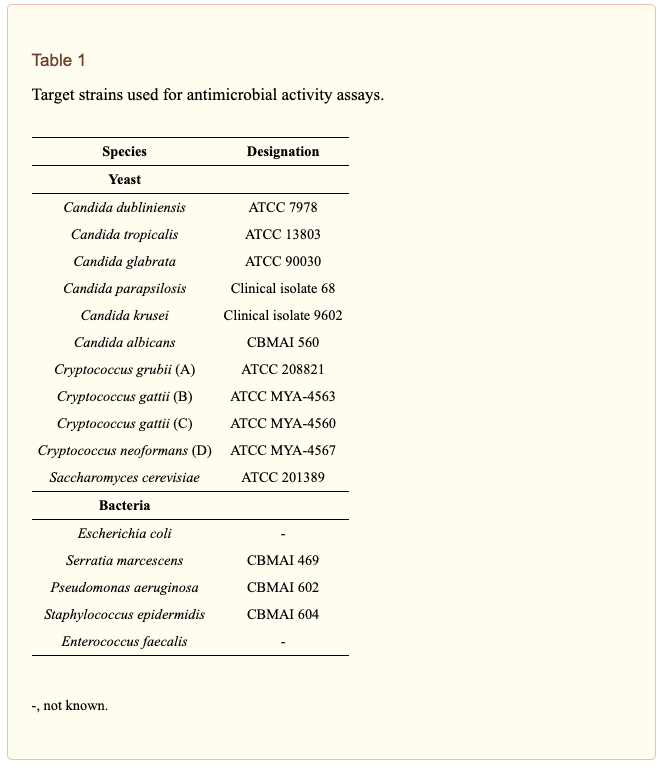 Table 1
Target strains used for antimicrobial activity assays.
Species Designation
Yeast
Candida dubliniensis ATCC 7978
Candida tropicalis ATCC 13803
Candida glabrata ATCC 90030
Candida parapsilosis Clinical isolate 68
Candida krusei Clinical isolate 9602
Candida albicans CBMAI 560
Cryptococcus grubii (A) ATCC 208821
Cryptococcus gattii (B) ATCC MYA-4563
Cryptococcus gattii (C) ATCC MYA-4560
Cryptococcus neoformans (D) ATCC MYA-4567
Saccharomyces cerevisiae ATCC 201389
Bacteria
Escherichia coli -
Serratia marcescens CBMAI 469
Pseudomonas aeruginosa CBMAI 602
Staphylococcus epidermidis CBMAI 604
Enterococcus faecalis -
-, not known.